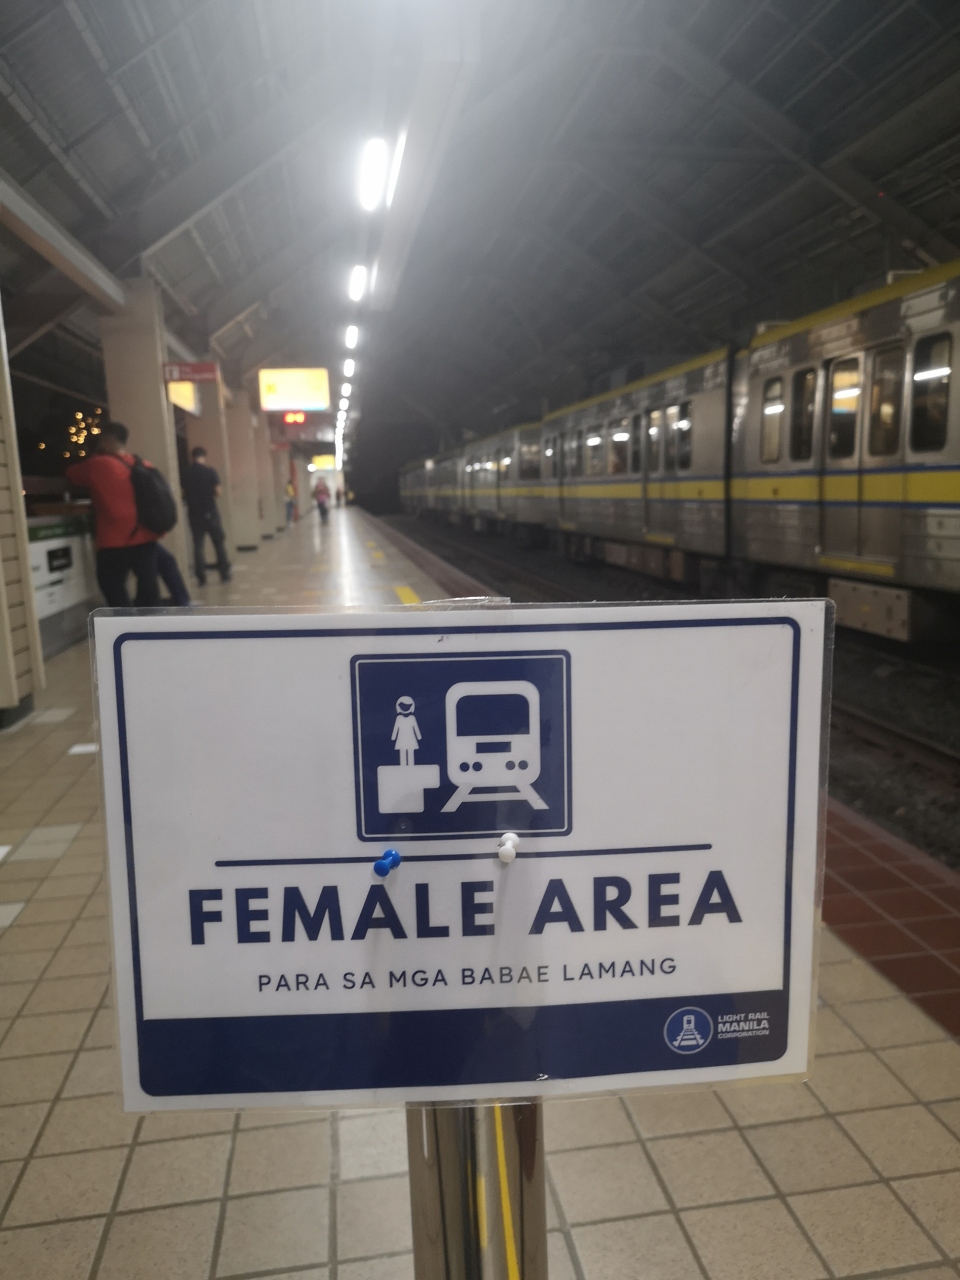 FEMALE AREA
PARA SA MGA BABAE LAMANG
LIGHT RAIL
MANILA
CORPORATION